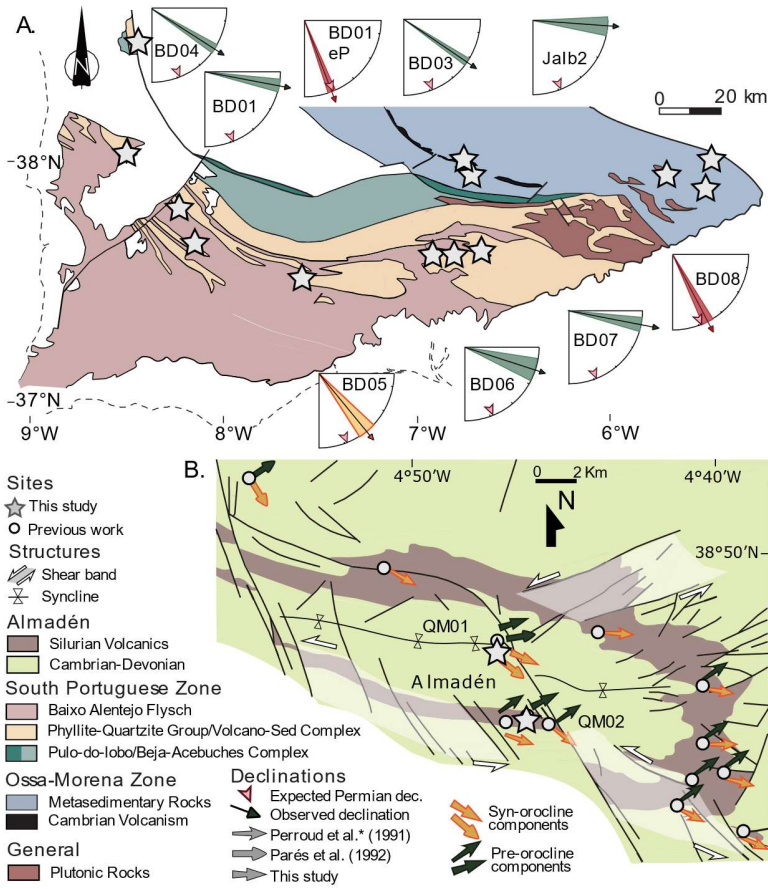 A.
BD04
BD01
BD01
eP
BD03
Jalb2
0 20 km
38°N
N
BD08
BD07
BD06
BD05
37°N
9°W
8°W
7°W
6°W
B.
4°50'W
0 2 Km
4°40'W
N
38°50'N
QM01
Almadén
QM02
Sites
This study
Previous work
Structures
Shear band
Syncline
Almadén
Silurian Volcanics
Cambrian-Devonian
South Portuguese Zone
Baixo Alentejo Flysch
Phyllite-Quartzite Group/Volcano-Sed Complex
Pulo-do-lobo/Beja-Acebuches Complex
Ossa-Morena Zone
Metasedimentary Rocks
Cambrian Volcanism
General
Plutonic Rocks
Declinations
Expected Permian dec.
Observed declination
Perroud et al.* (1991)
Parés et al. (1992)
This study
Syn-orocline
components
Pre-orocline
components